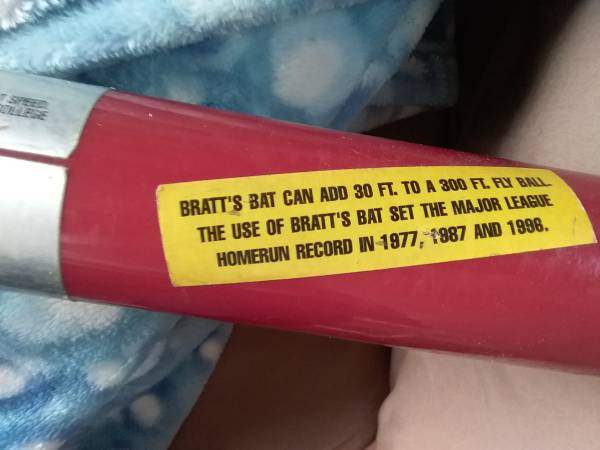 T SPEED
BRATT'S BAT CAN ADD 30 FT. TO A 300 FT. FLY BALL.
THE USE OF BRATT'S BAT SET THE MAJOR LEAGUE
HOMERUN RECORD IN 1977, 1987 AND 1996.